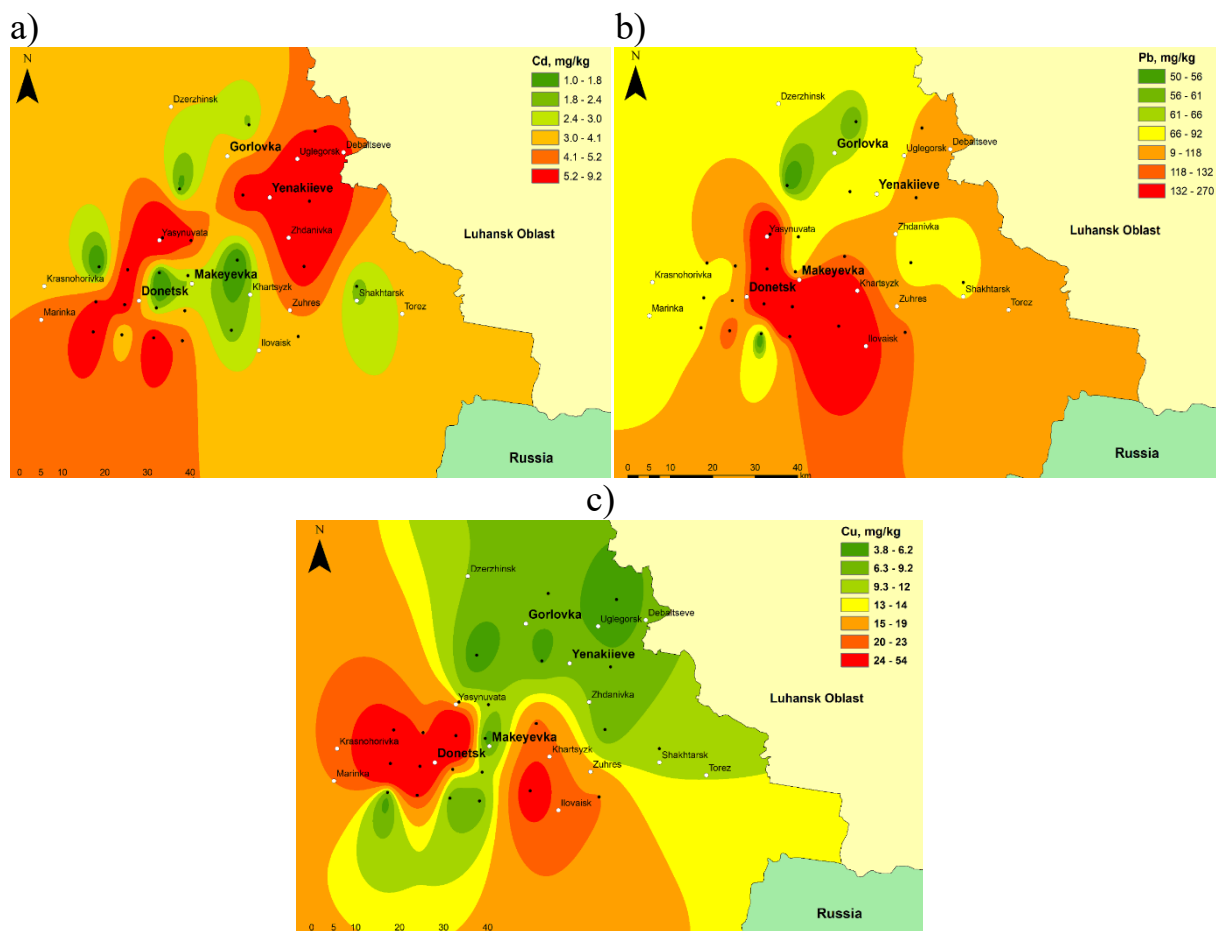 a)
N
Cd, mg/kg
1.0 - 1.8
1.8 - 2.4
2.4 - 3.0
3.0 - 4.1
4.1 - 5.2
5.2 - 9.2
Dzerzhinsk
Gorlovka
Uglegorsk
Debaltseve
Yenakiieve
Luhansk Oblast
Yasynuvata
Zhdanivka
Krasnohorivka
Makeyevka
Khartsyzk
Donetsk
Shakhtarsk
Marinka
Zuhres
Torez
Ilovaisk
Russia
0 5 10 20 30 40
b)
N
Pb, mg/kg
50 - 56
56 - 61
61 - 66
66 - 92
9 - 118
118 - 132
132 - 270
Dzerzhinsk
Gorlovka
Uglegorsk
Debaltseve
Yenakiieve
Luhansk Oblast
Yasynuvata
Zhdanivka
Krasnohorivka
Makeyevka
Donetsk
Khartsyzk
Shakhtarsk
Marinka
Zuhres
Torez
Ilovaisk
Russia
0 5 10 20 30 40
km
c)
N
Cu, mg/kg
3.8 - 6.2
6.3 - 9.2
9.3 - 12
13 - 14
15 - 19
20 - 23
24 - 54
Dzerzhinsk
Gorlovka
Uglegorsk
Debaltseve
Yenakiieve
Luhansk Oblast
Yasynuvata
Zhdanivka
Krasnohorivka
Makeyevka
Donetsk
Khartsyzk
Shakhtarsk
Marinka
Zuhres
Torez
Ilovaisk
Russia
0 5 10 20 30 40